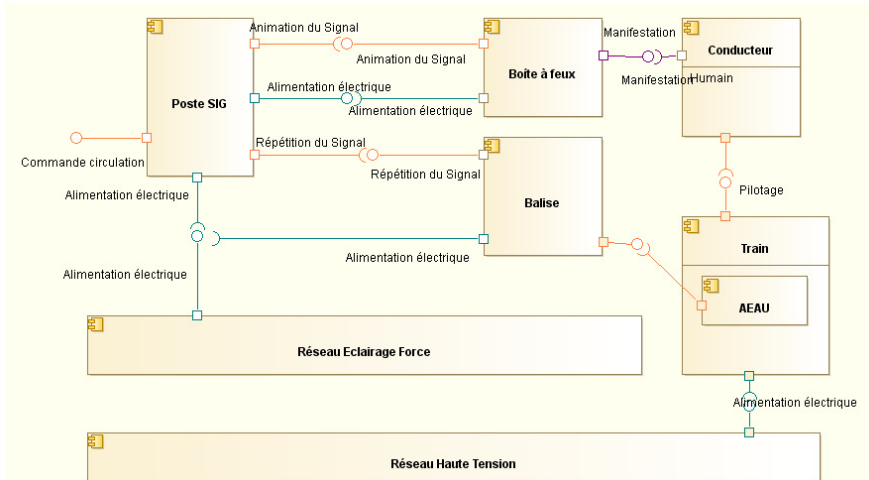 Animation du Signal
Animation du Signal
Manifestation
Conducteur
Boîte à feux
Manifestation
Humain
Poste SIG
Alimentation électrique
Alimentation électrique
Répétition du Signal
Commande circulation
Répétition du Signal
Alimentation électrique
Pilotage
Balise
Train
Alimentation électrique
Alimentation électrique
AEAU
Réseau Eclairage Force
Alimentation électrique
Réseau Haute Tension